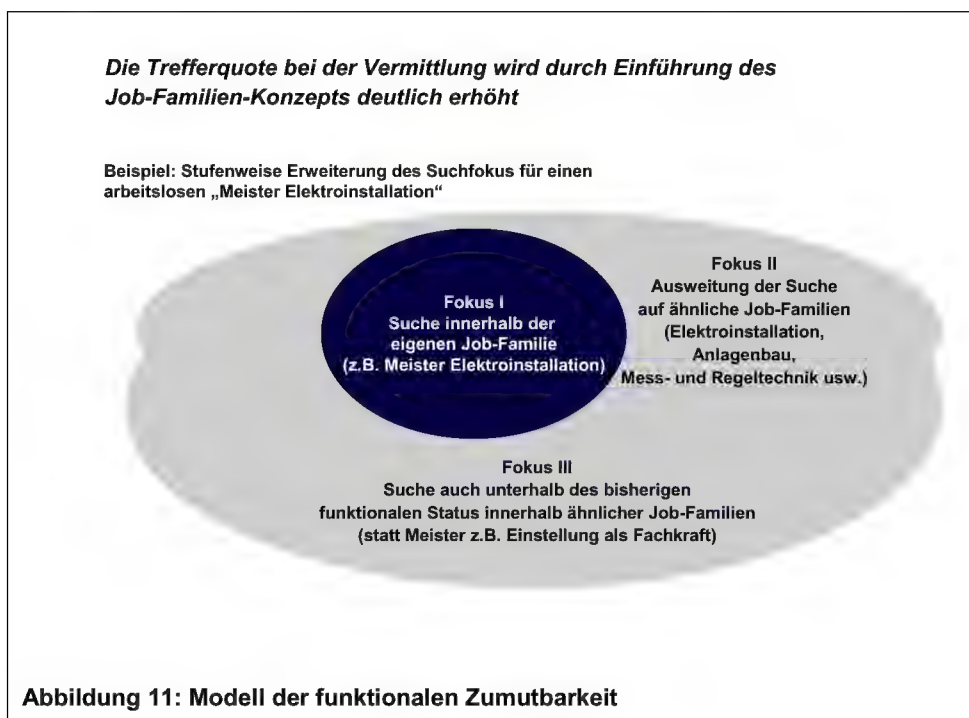 Die Trefferquote bei der Vermittlung wird durch Einführung des
Job-Familien-Konzepts deutlich erhöht
Beispiel: Stufenweise Erweiterung des Suchfokus für einen
arbeitslosen „Meister Elektroinstallation“
Fokus I
Suche innerhalb der
eigenen Job-Familie
(z.B. Meister Elektroinstallation)
Fokus II
Ausweitung der Suche
auf ähnliche Job-Familien
(Elektroinstallation,
Anlagenbau,
Mess- und Regeltechnik usw.)
Fokus III
Suche auch unterhalb des bisherigen
funktionalen Status innerhalb ähnlicher Job-Familien
(statt Meister z.B. Einstellung als Fachkraft)
Abbildung 11: Modell der funktionalen Zumutbarkeit